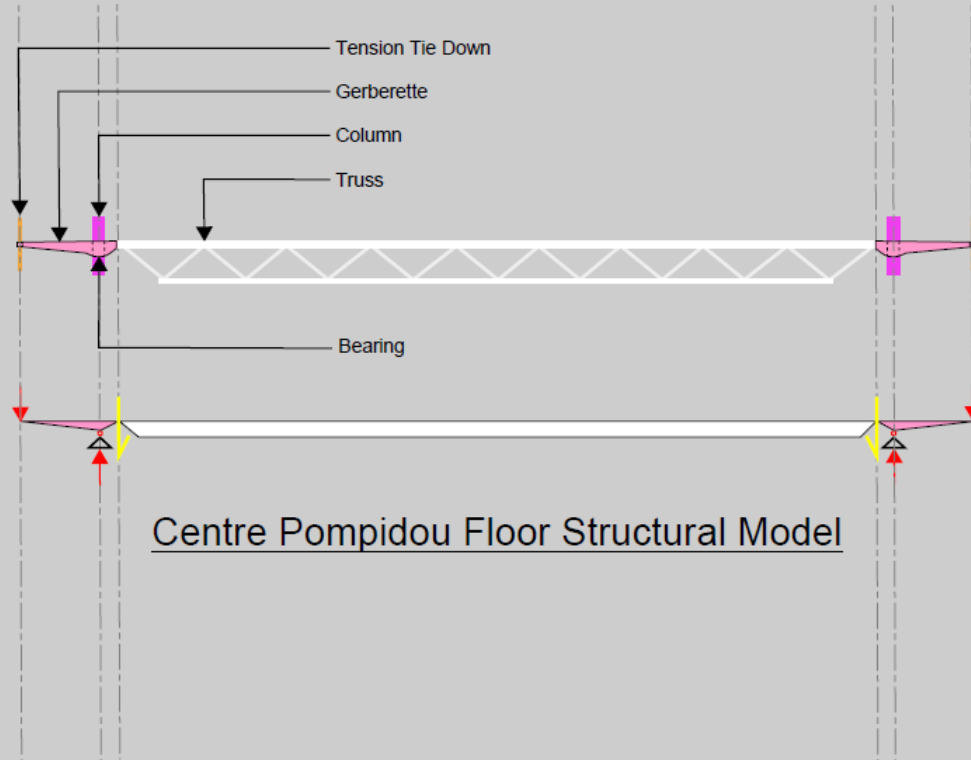 Tension Tie Down
Gerberette
Column
Truss
Bearing
Centre Pompidou Floor Structural Model